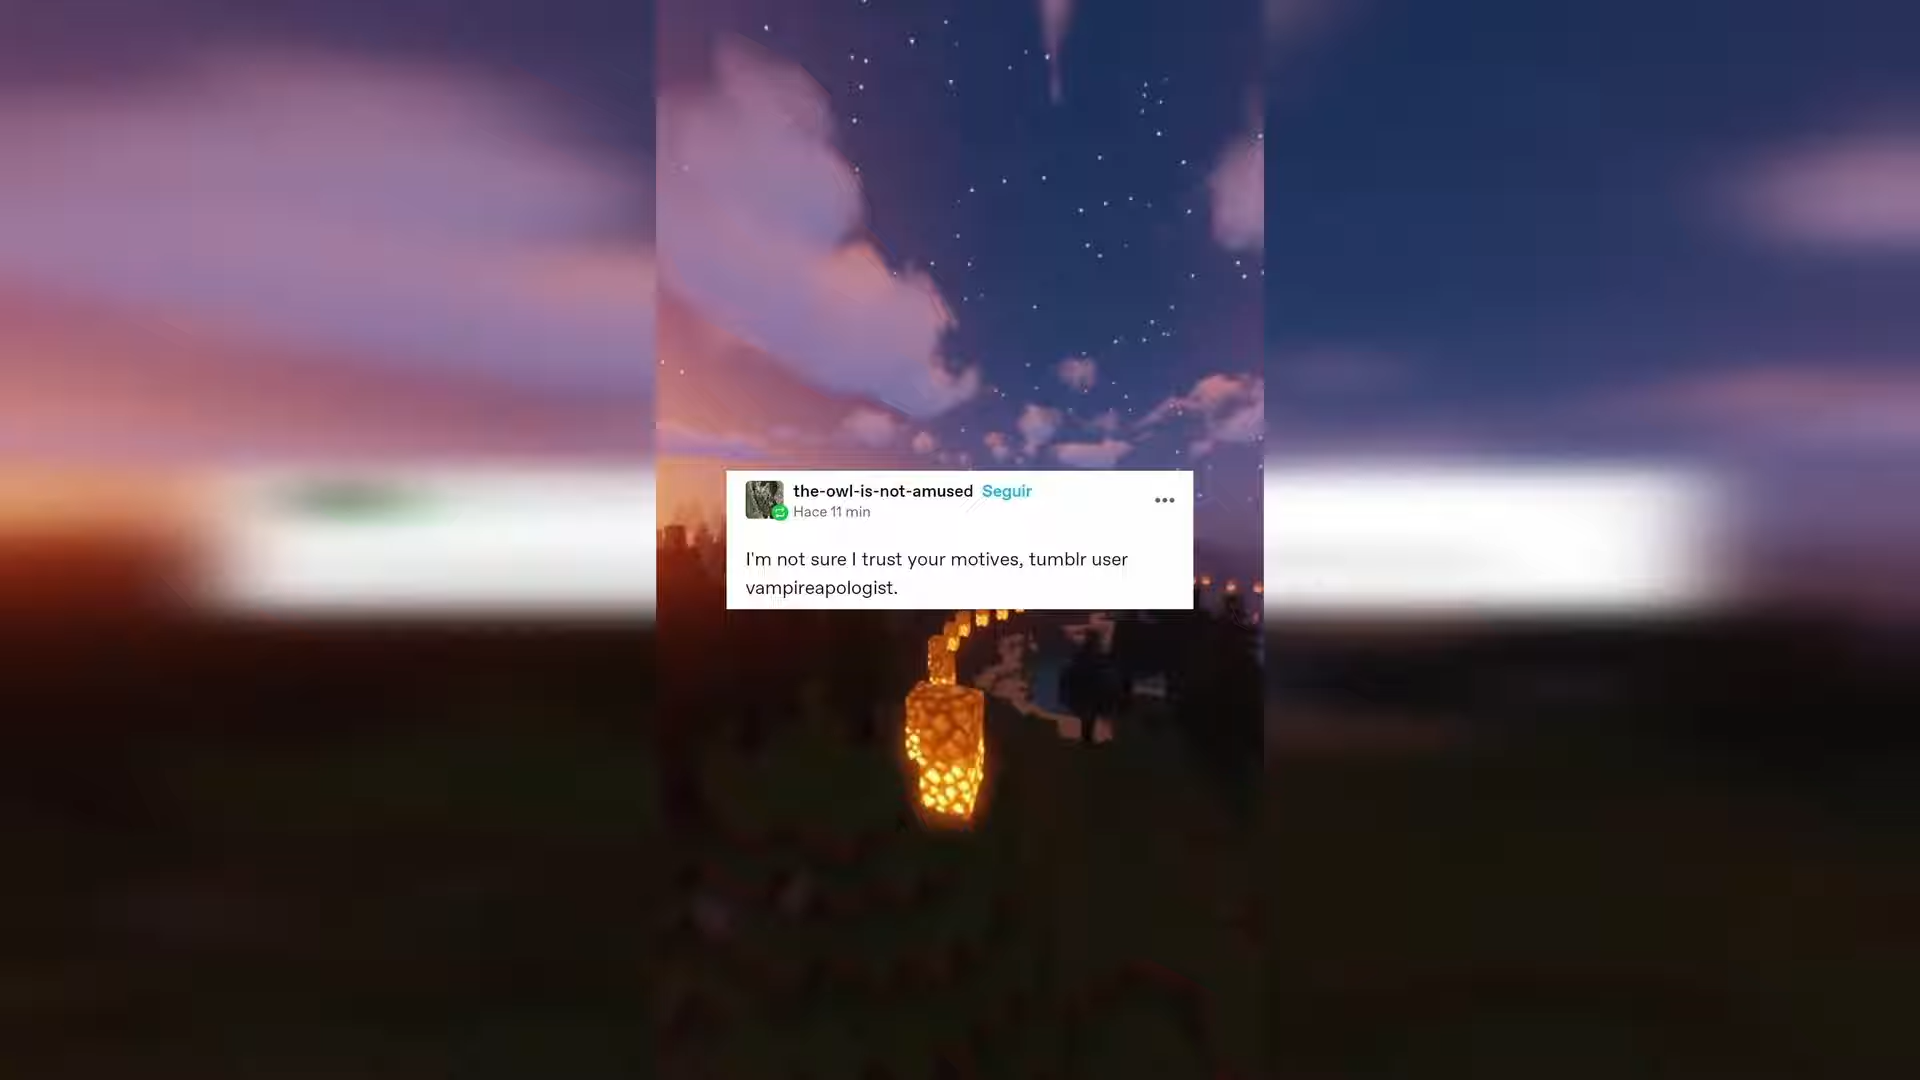 the-owl-is-not-amused Seguir
Hace 11 min
I'm not sure I trust your motives, tumblr user
vampireapologist.